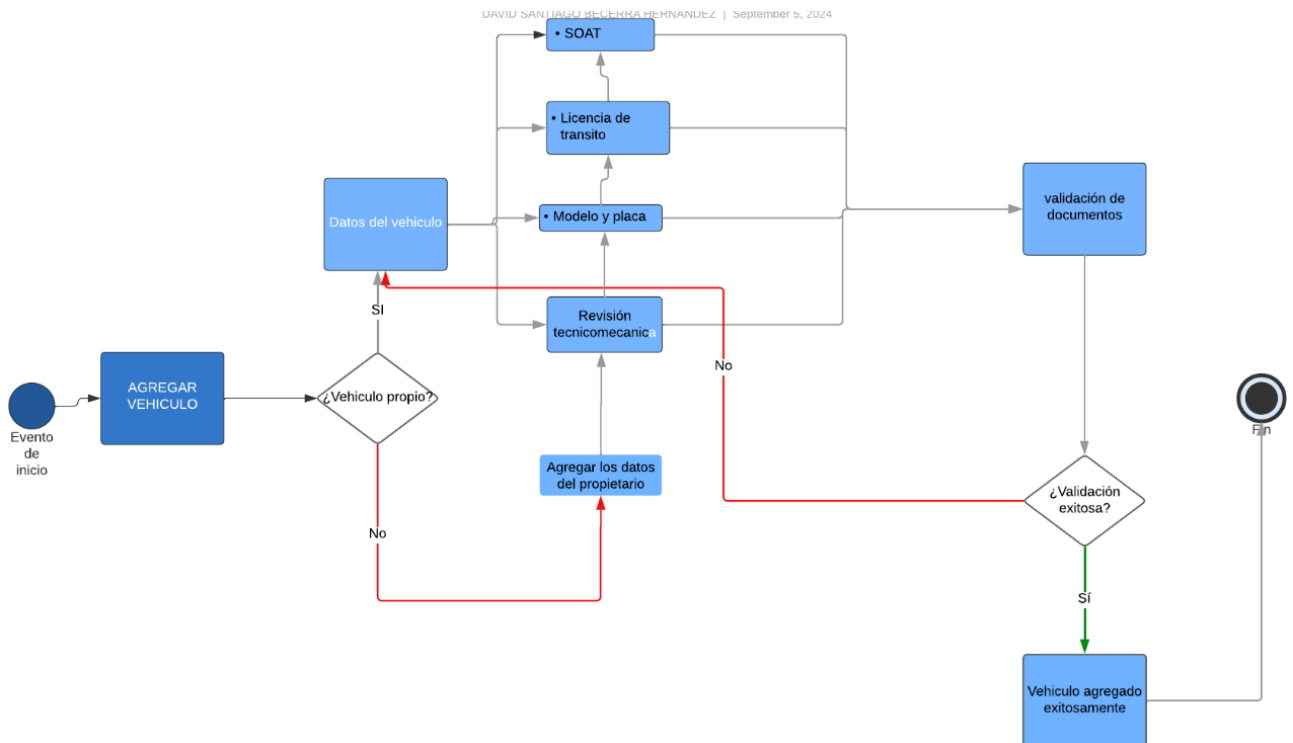 DAVID SANTIAGO BECERRA HERNANDEZ | September 5, 2024
• SOAT
• Licencia de
transito
Datos del vehiculo
• Modelo y placa
validación de
documentos
SI
Revisión
tecnicomecanica
No
AGREGAR
VEHICULO
¿Vehiculo propio?
Evento
de
inicio
Fin
Agregar los datos
del propietario
¿Validación
exitosa?
No
Sí
Vehiculo agregado
exitosamente